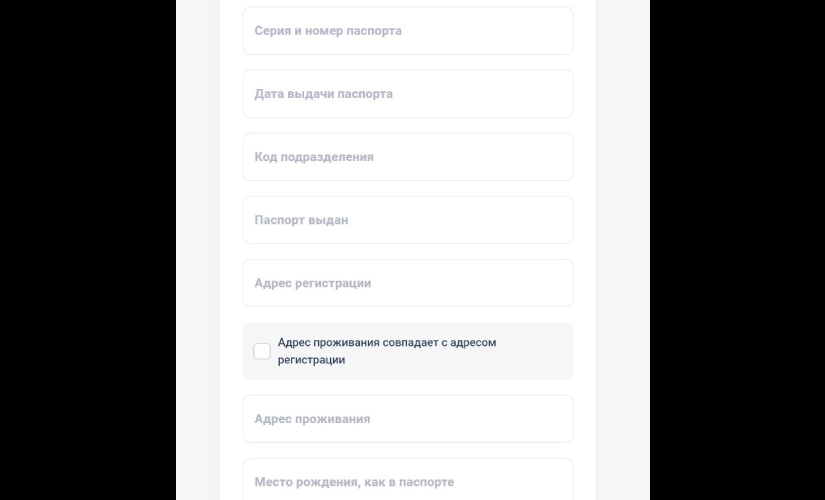 Серия и номер паспорта
Дата выдачи паспорта
Код подразделения
Паспорт выдан
Адрес регистрации
Адрес проживания совпадает с адресом
регистрации
Адрес проживания
Место рождения, как в паспорте